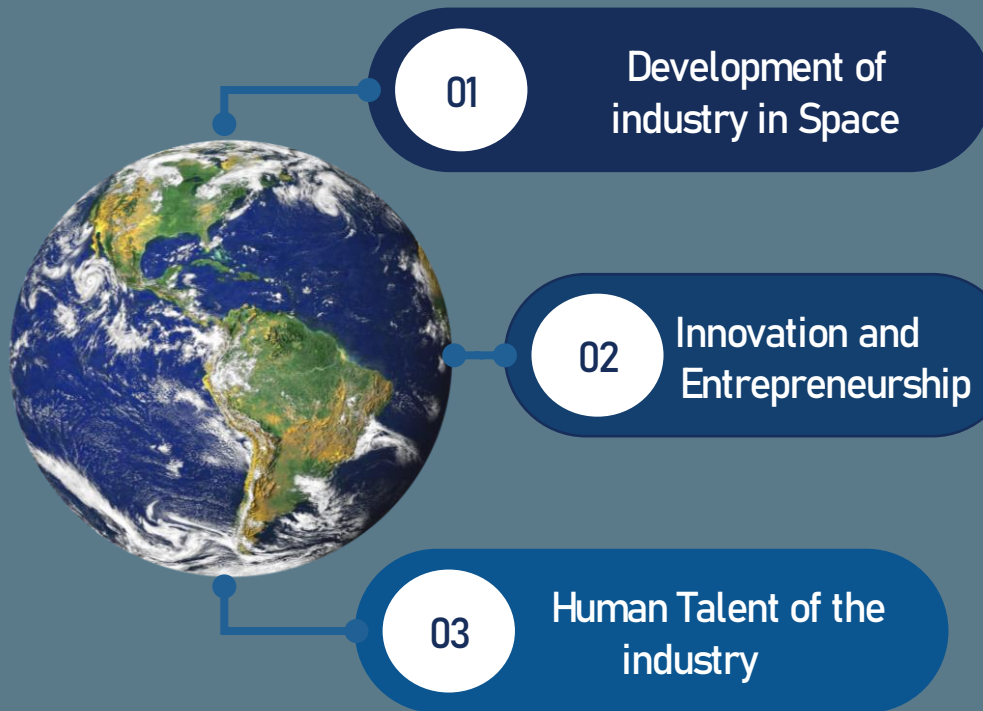 01
Development of
industry in Space
02
Innovation and
Entrepreneurship
03
Human Talent of the
industry